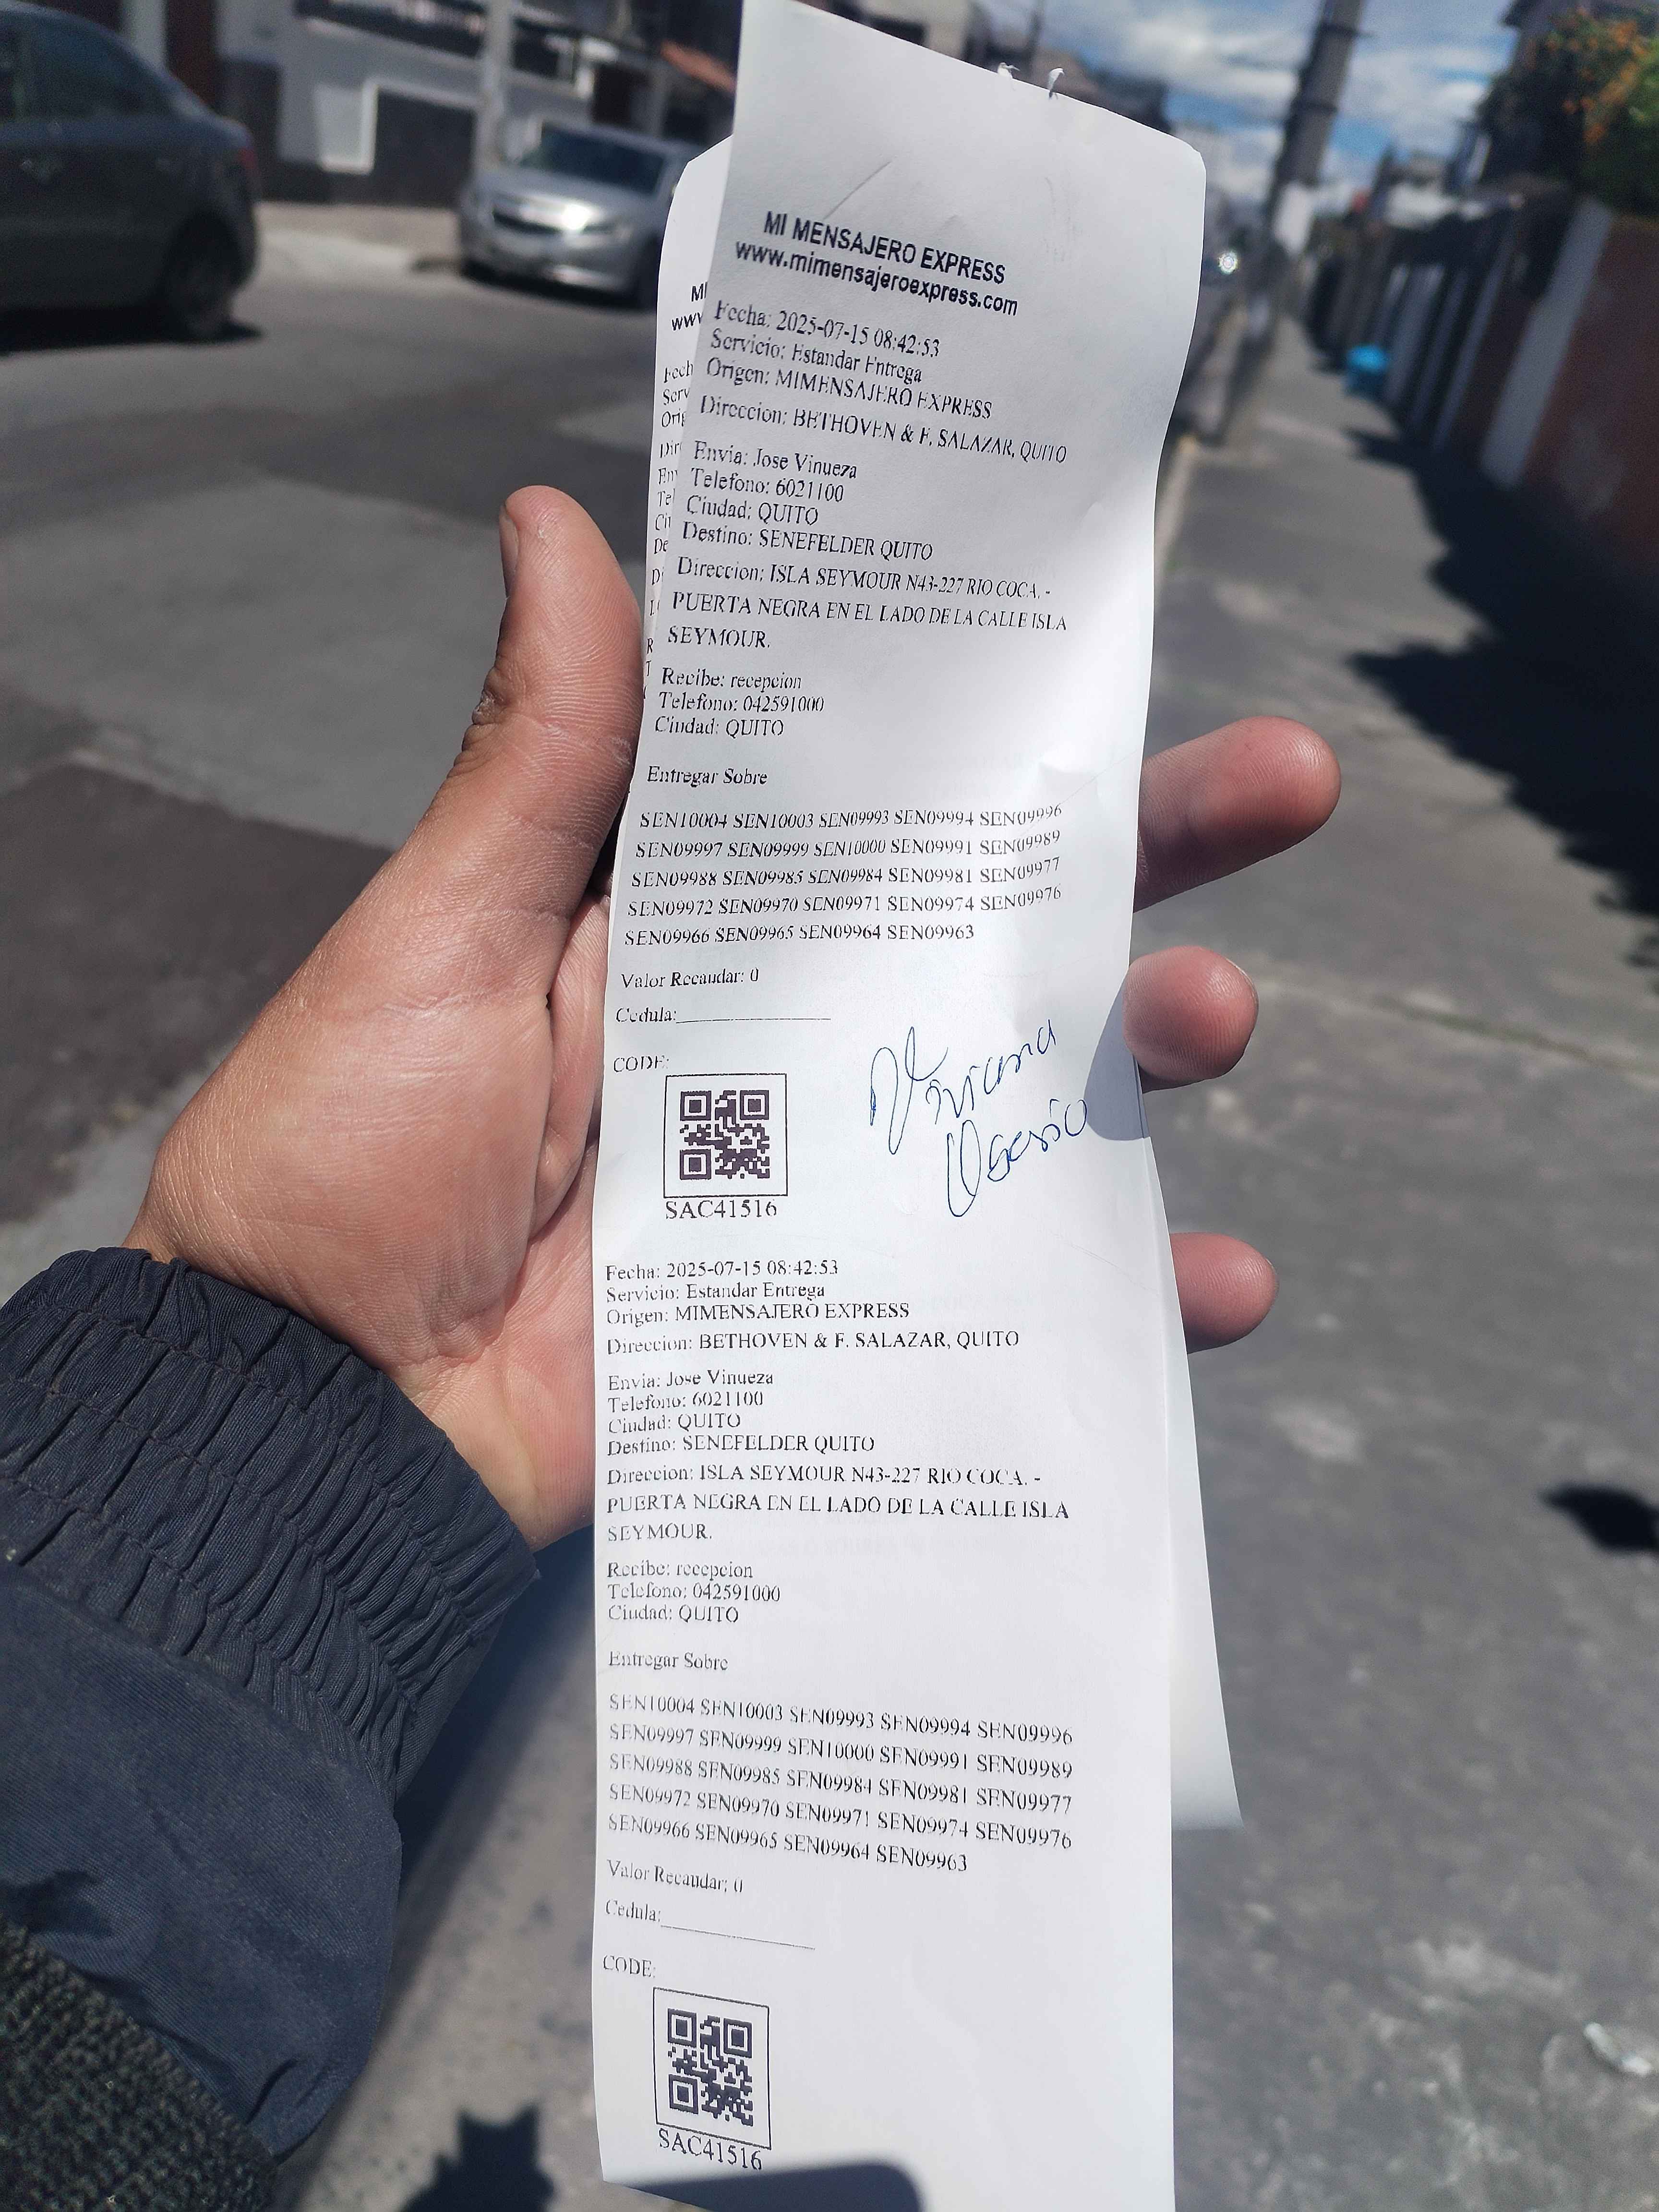 MI MENSAJERO EXPRESS
www.mimensajeroexpress.com
Fecha: 2025-07-15 08:42:53
Servicio: Estandar Entrega
Origen: MIMENSAJERO EXPRESS
Direccion: BETHOVEN & F. SALAZAR, QUITO
Envia: Jose Vinueza
Telefono: 6021100
Ciudad: QUITO
Destino: SENEFELDER QUITO
Direccion: ISLA SEYMOUR N43-227 RIO COCA. -
PUERTA NEGRA EN EL LADO DE LA CALLE ISLA
SEYMOUR.
Recibe: recepcion
Telefono: 042591000
Ciudad: QUITO
Entregar Sobre
SEN10004 SEN10003 SEN09993 SEN09994 SEN09996
SEN09997 SEN09999 SEN10000 SEN09991 SEN09989
SEN09988 SEN09985 SEN09984 SEN09981 SEN09977
SEN09972 SEN09970 SEN09971 SEN09974 SEN09976
SEN09966 SEN09965 SEN09964 SEN09963
Valor Recaudar: 0
Cedula:
CODE:
Viviana
SAC41516
Fecha: 2025-07-15 08:42:53
Servicio: Estandar Entrega
Origen: MIMENSAJERO EXPRESS
Direccion: BETHOVEN & F. SALAZAR, QUITO
Envia: Jose Vinueza
Telefono: 6021100
Ciudad: QUITO
Destino: SENEFELDER QUITO
Direccion: ISLA SEYMOUR N43-227 RIO COCA. -
PUERTA NEGRA EN EL LADO DE LA CALLE ISLA
SEYMOUR.
Recibe: recepcion
Telefono: 042591000
Ciudad: QUITO
Entregar Sobre
SEN10004 SEN10003 SEN09993 SEN09994 SEN09996
SEN09997 SEN09999 SEN10000 SEN09991 SEN09989
SEN09988 SEN09985 SEN09984 SEN09981 SEN09977
SEN09972 SEN09970 SEN09971 SEN09974 SEN09976
SEN09966 SEN09965 SEN09964 SEN09963
Valor Recaudar: 0
Cedula:
CODE:
SAC41516